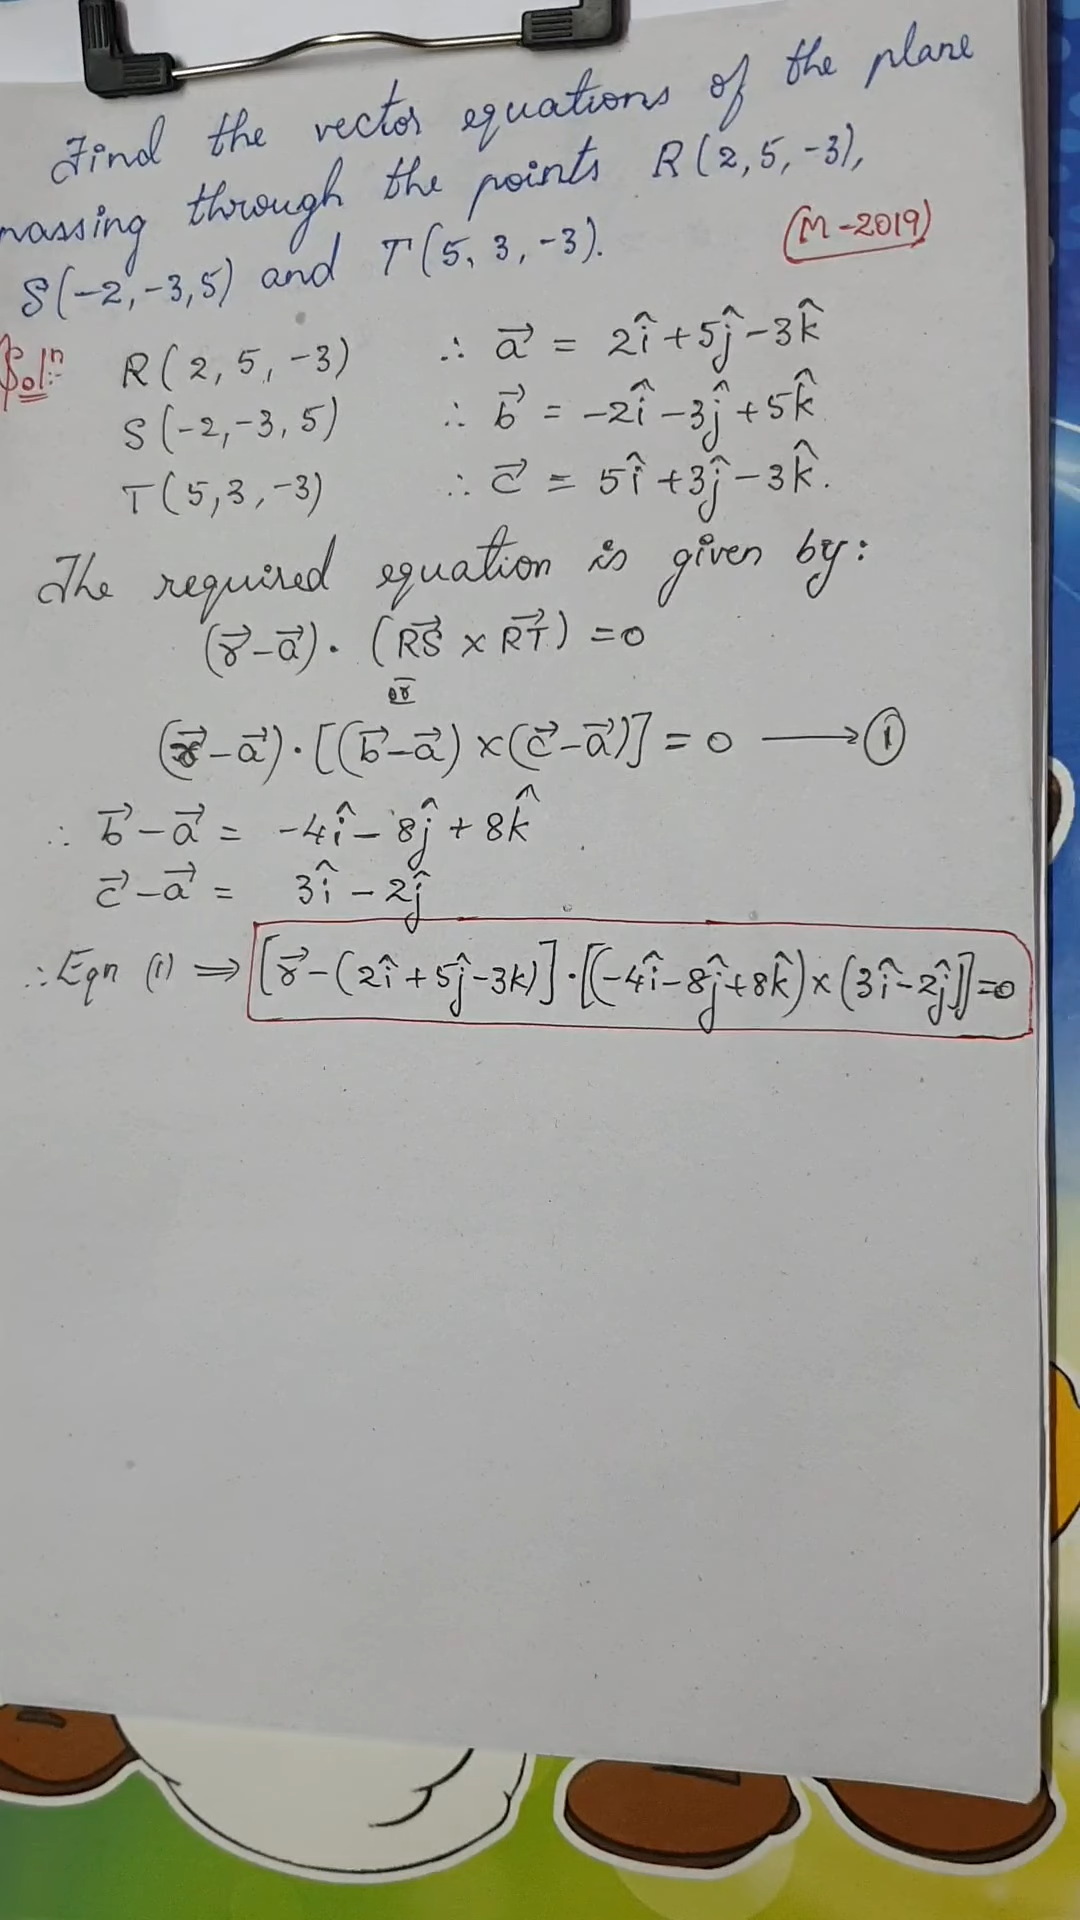 Find the vector equations of the plane
passing through the points R(2,5,-3),
S(-2,-3,5) and T(5,3,-3).
(M-2019)
Solⁿ:-
R(2,5,-3) ∴ a⃗ = 2î+5ĵ-3k̂
S(-2,-3,5) ∴ b⃗ = -2î-3ĵ+5k̂
T(5,3,-3) ∴ c⃗ = 5î+3ĵ-3k̂.
The required equation is given by:
(r⃗-a⃗)·(RS⃗ × RT⃗)=0
or
(r⃗-a⃗)·[(b⃗-a⃗)×(c⃗-a⃗)]=0 ⟶ ①
∴ b⃗-a⃗ = -4î-8ĵ+8k̂
c⃗-a⃗ = 3î-2ĵ
∴ Eqn (1) ⇒ [r⃗-(2î+5ĵ-3k)]·[(-4î-8ĵ+8k̂)×(3î-2ĵ)]=0